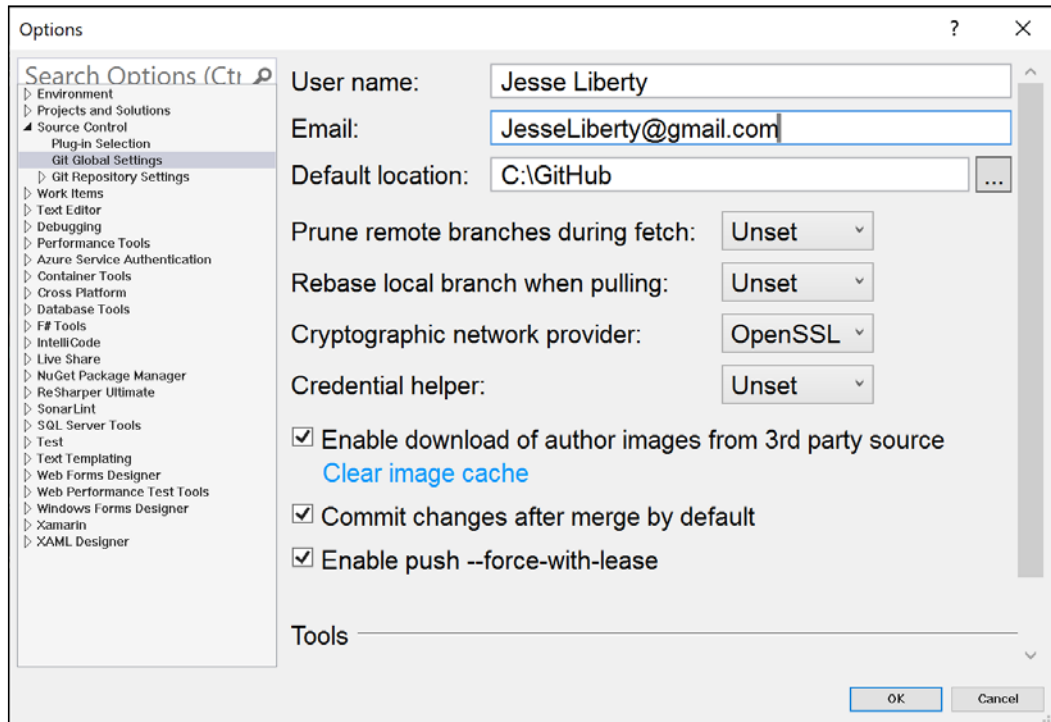 Options
Search Options (Ctı
Environment
Projects and Solutions
Source Control
Plug-in Selection
Git Global Settings
Git Repository Settings
Work Items
Text Editor
Debugging
Performance Tools
Azure Service Authentication
Container Tools
Cross Platform
Database Tools
F# Tools
IntelliCode
Live Share
NuGet Package Manager
ReSharper Ultimate
SonarLint
SQL Server Tools
Test
Text Templating
Web Forms Designer
Web Performance Test Tools
Windows Forms Designer
Xamarin
XAML Designer
User name: Jesse Liberty
Email: JesseLiberty@gmail.com
Default location: C:\GitHub ...
Prune remote branches during fetch: Unset
Rebase local branch when pulling: Unset
Cryptographic network provider: OpenSSL
Credential helper: Unset
Enable download of author images from 3rd party source
Clear image cache
Commit changes after merge by default
Enable push --force-with-lease
Tools
OK Cancel